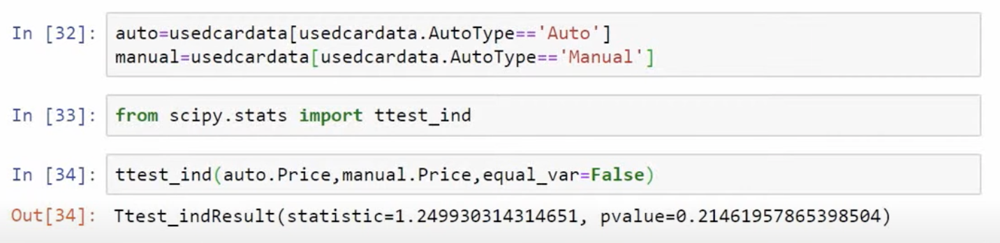 In [32]: auto=usedcardata[usedcardata.AutoType=='Auto']
manual=usedcardata[usedcardata.AutoType=='Manual']
In [33]: from scipy.stats import ttest_ind
In [34]: ttest_ind(auto.Price,manual.Price,equal_var=False)
Out[34]: Ttest_indResult(statistic=1.249930314314651, pvalue=0.21461957865398504)